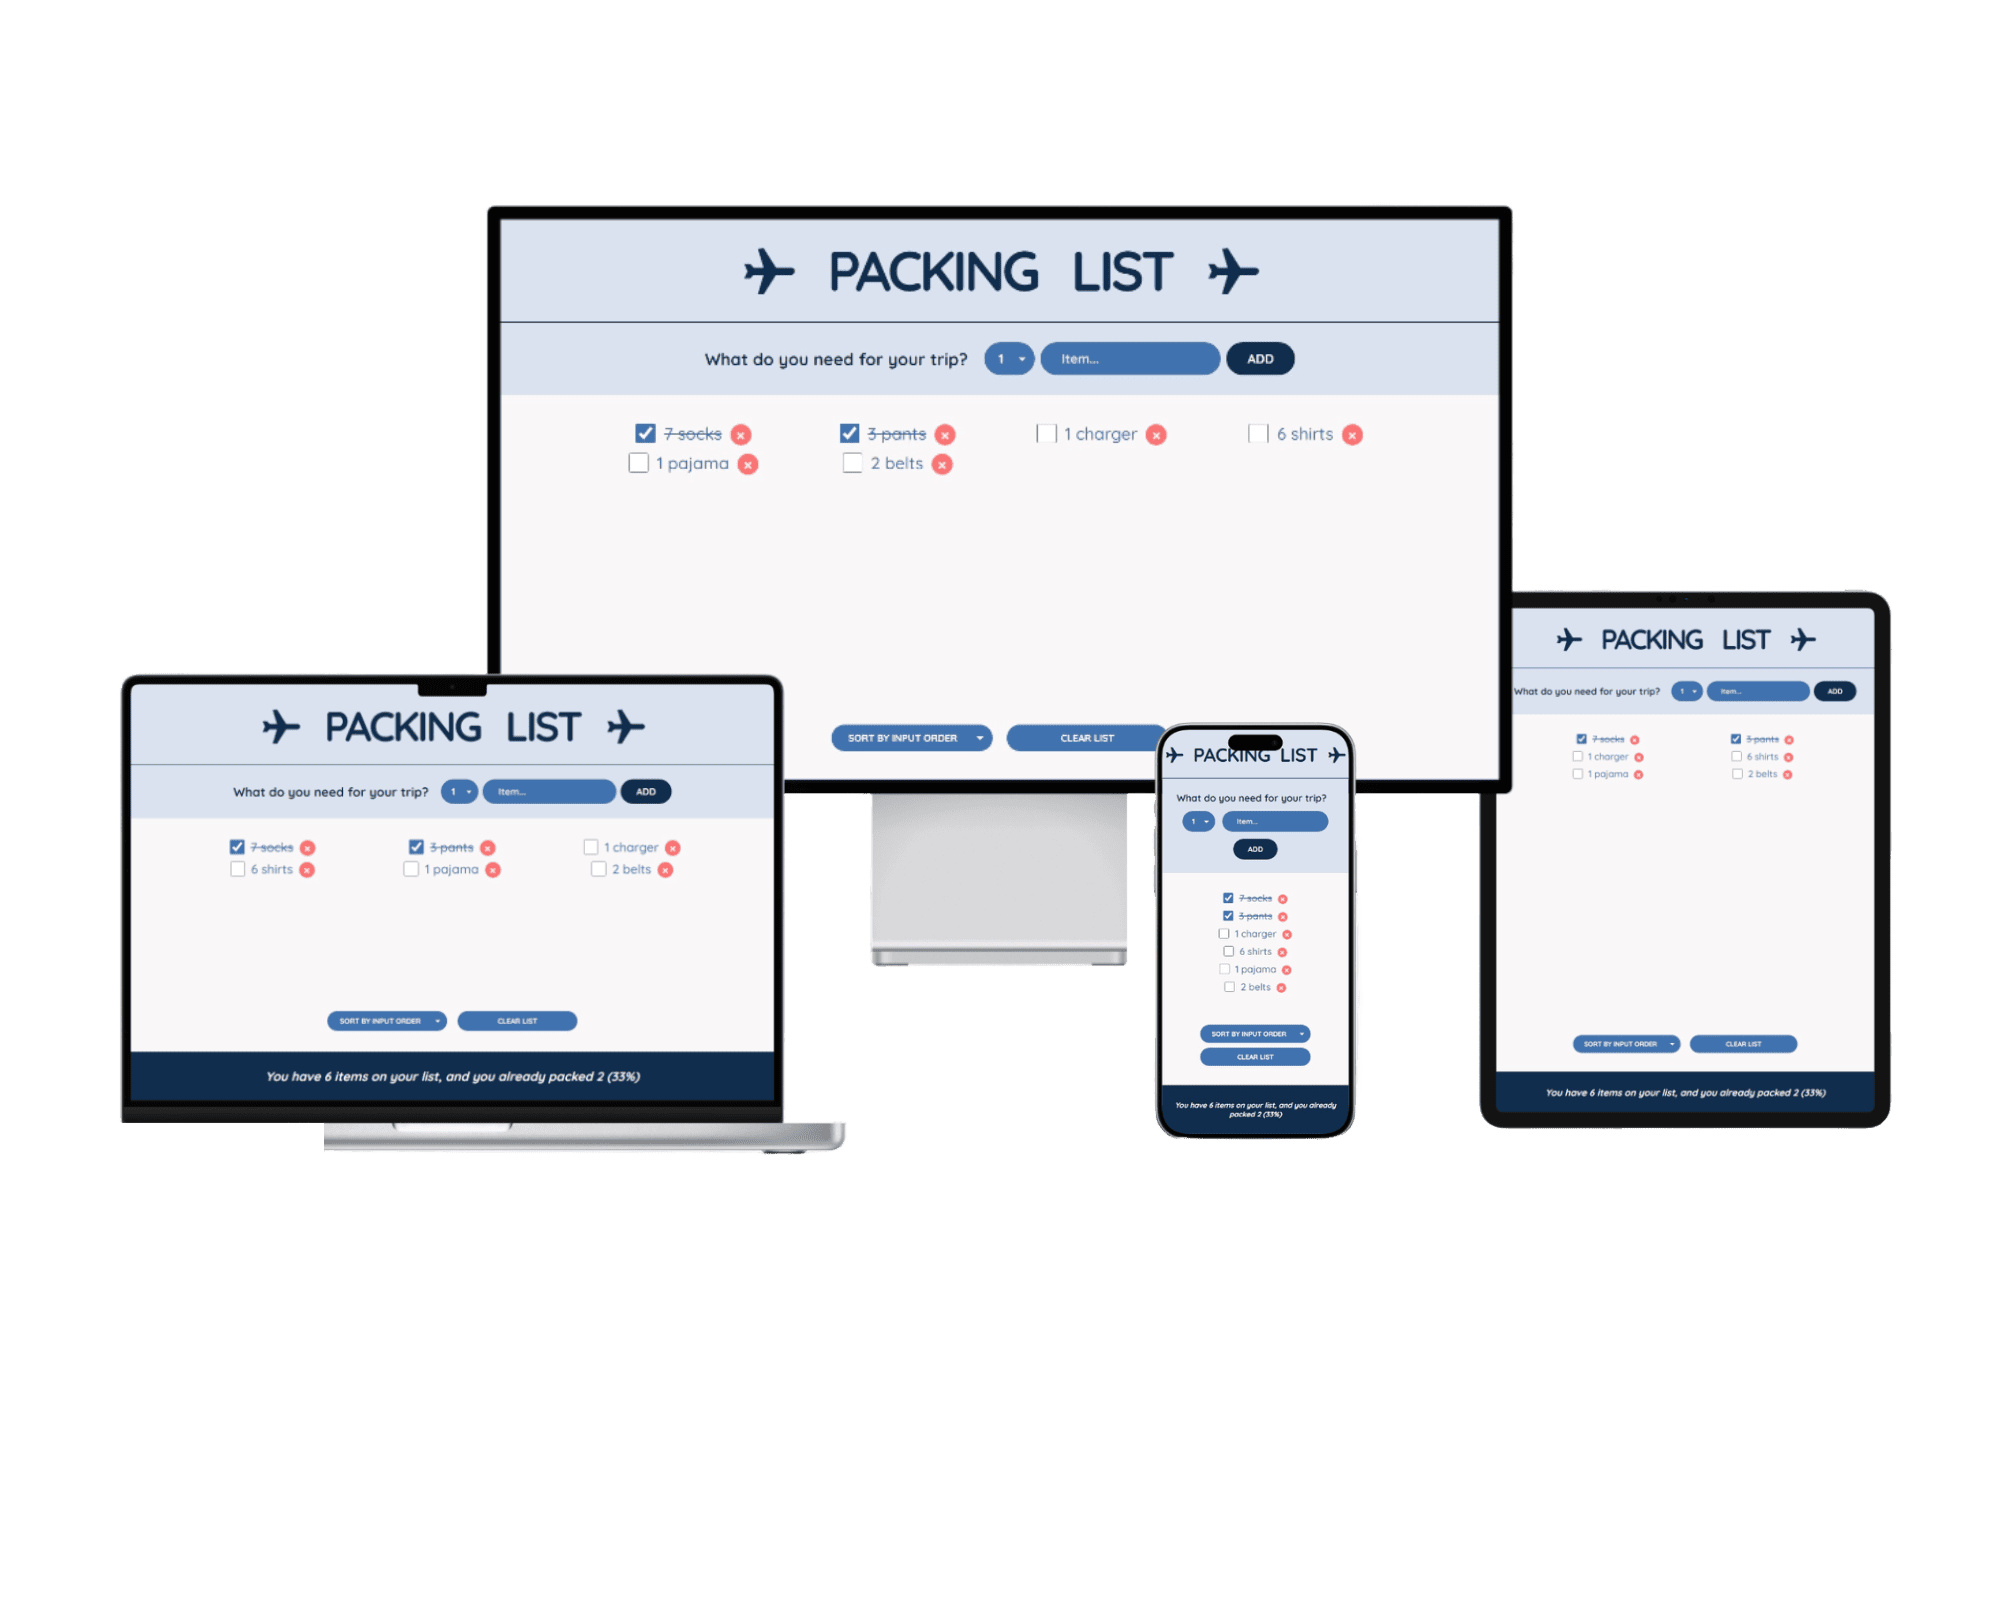 PACKING LIST
What do you need for your trip? 1 Item... ADD
7 socks 3 pants 1 charger 6 shirts
1 pajama 2 belts
SORT BY INPUT ORDER CLEAR LIST
PACKING LIST
What do you need for your trip? 1 Item... ADD
7 socks 3 pants 1 charger
6 shirts 1 pajama 2 belts
SORT BY INPUT ORDER CLEAR LIST
You have 6 items on your list, and you already packed 2 (33%)
PACKING LIST
What do you need for your trip?
1 Item...
ADD
7 socks
3 pants
1 charger
6 shirts
1 pajama
2 belts
SORT BY INPUT ORDER
CLEAR LIST
You have 6 items on your list, and you already
packed 2 (33%)
PACKING LIST
What do you need for your trip? 1 Item... ADD
7 socks 3 pants
1 charger 6 shirts
1 pajama 2 belts
SORT BY INPUT ORDER CLEAR LIST
You have 6 items on your list, and you already packed 2 (33%)